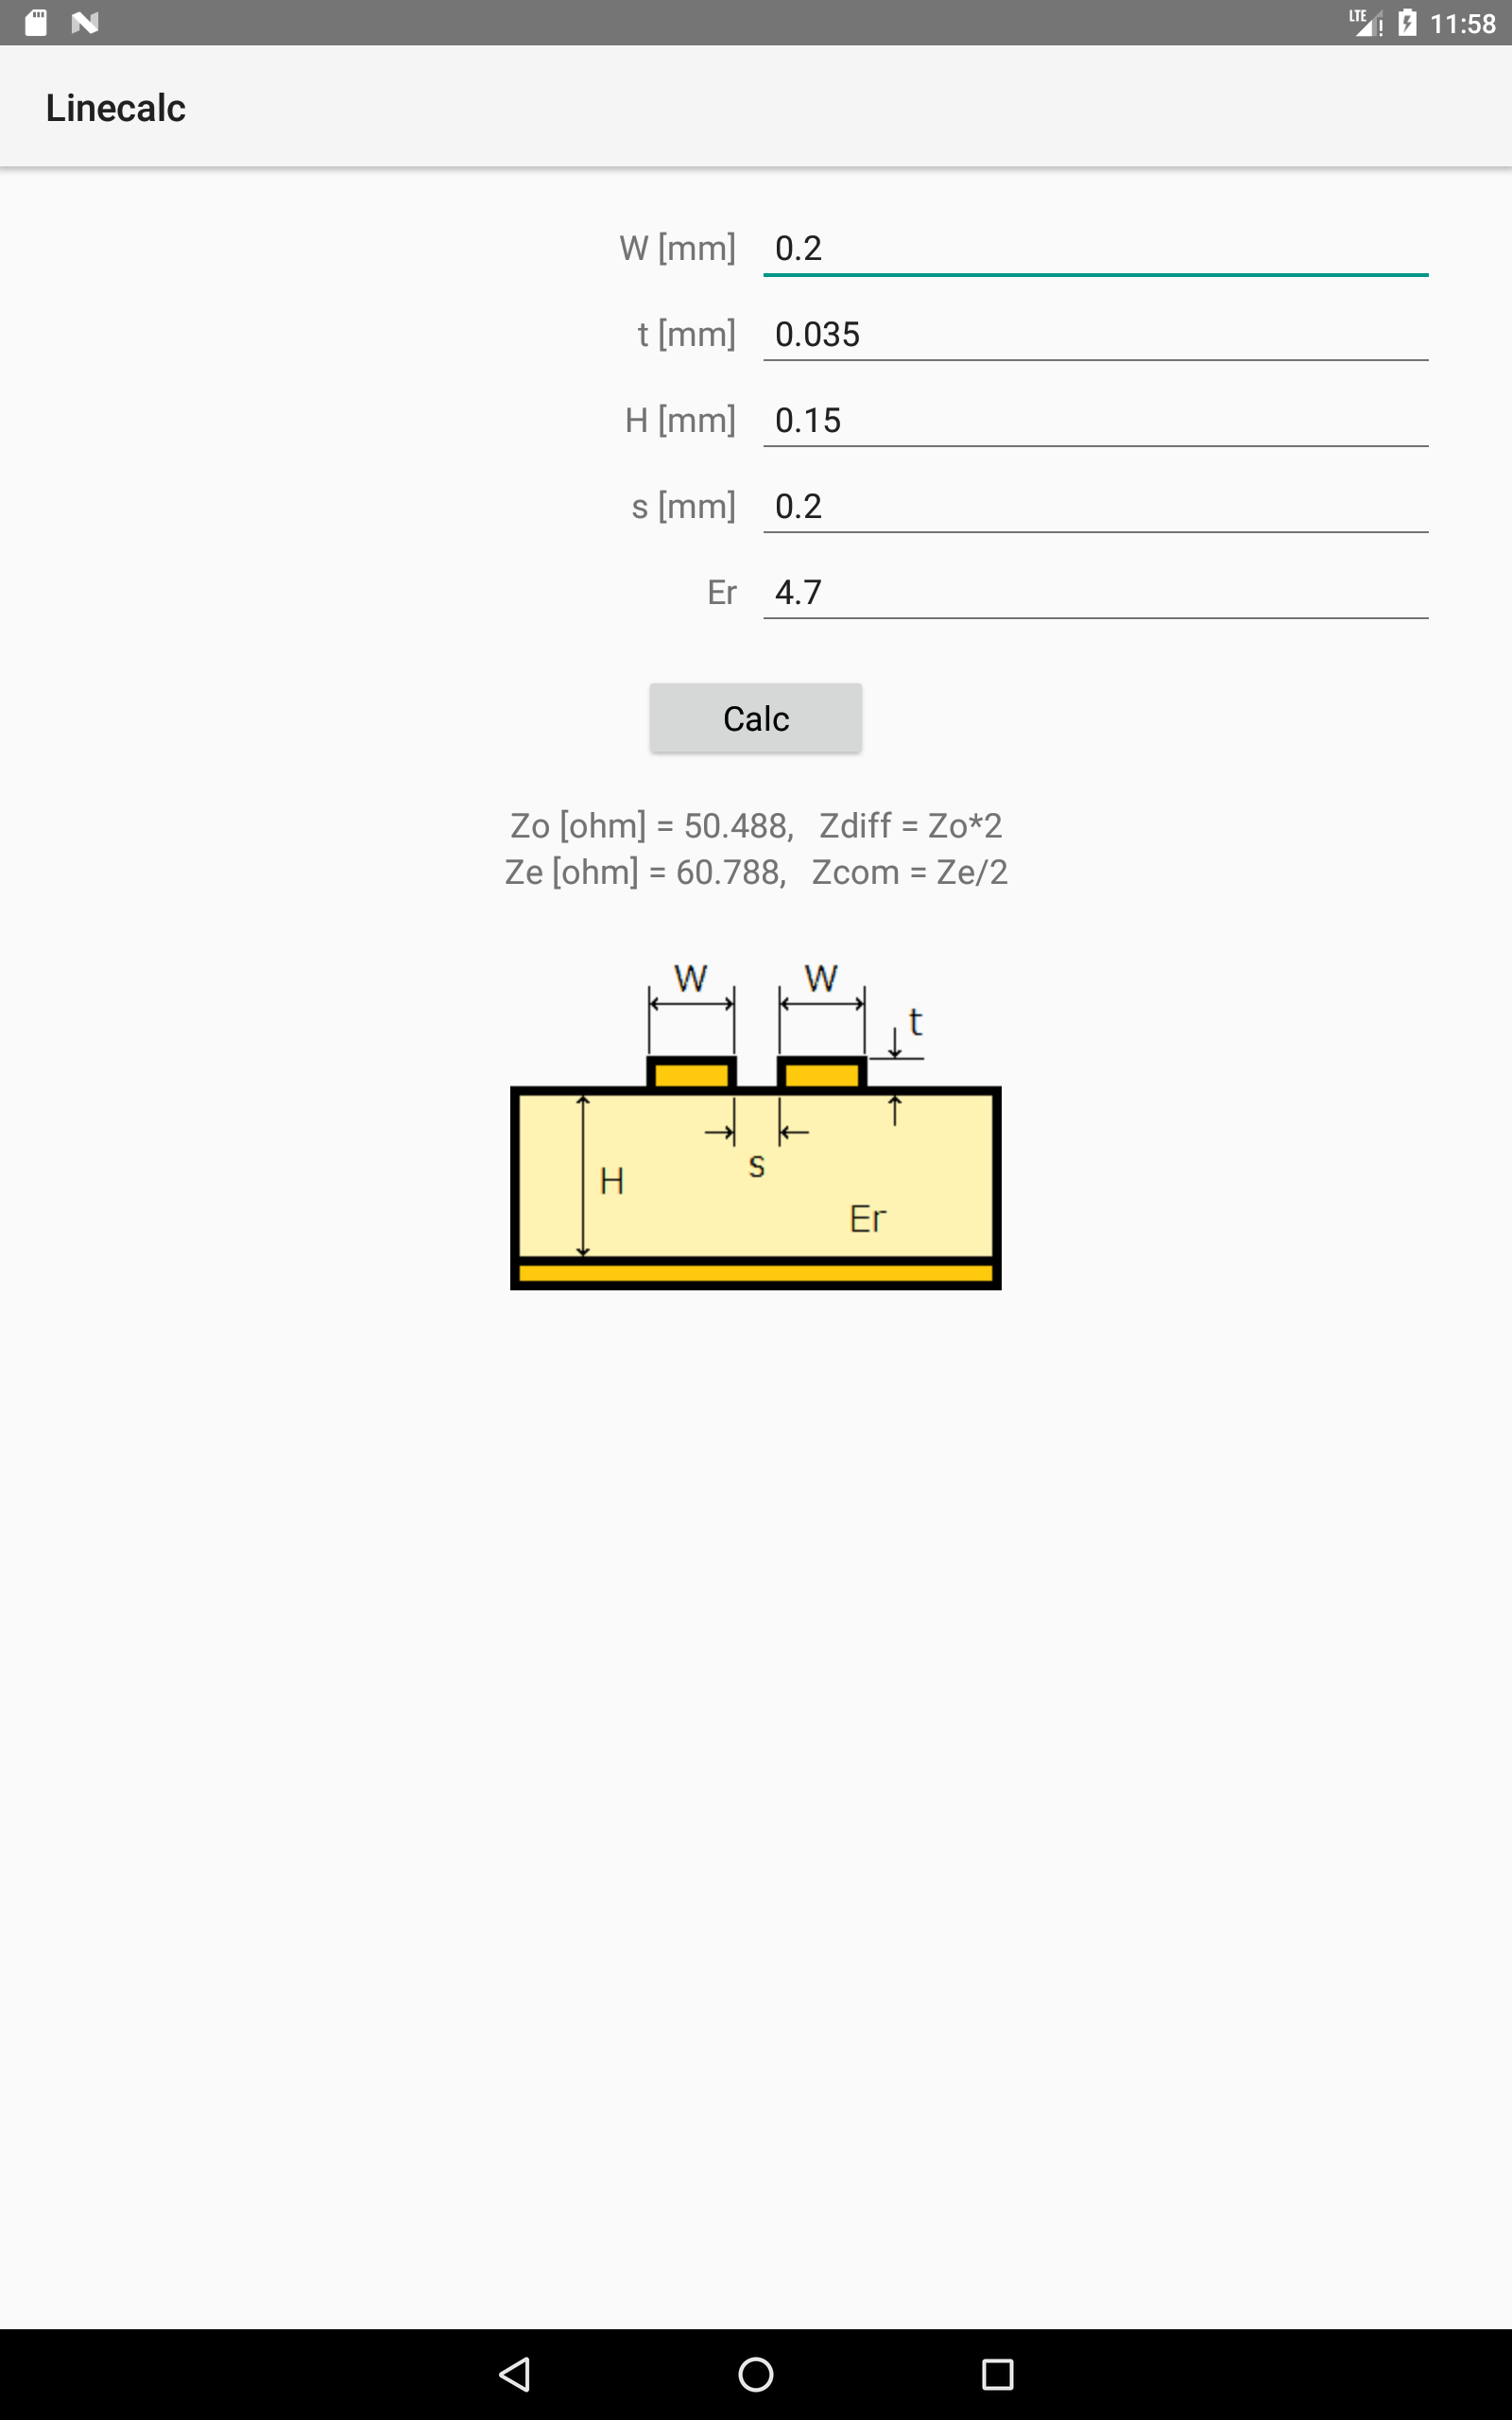 LTE 11:58
Linecalc
W [mm] 0.2
t [mm] 0.035
H [mm] 0.15
s [mm] 0.2
Er 4.7
Calc
Zo [ohm] = 50.488, Zdiff = Zo*2
Ze [ohm] = 60.788, Zcom = Ze/2
W W
t
s
H
Er